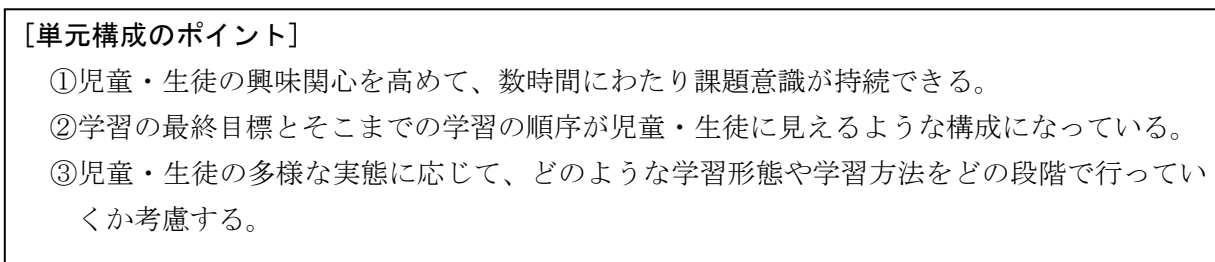 [単元構成のポイント]
①児童・生徒の興味関心を高めて、数時間にわたり課題意識が持続できる。
②学習の最終目標とそこまでの学習の順序が児童・生徒に見えるような構成になっている。
③児童・生徒の多様な実態に応じて、どのような学習形態や学習方法をどの段階で行ってい
くか考慮する。